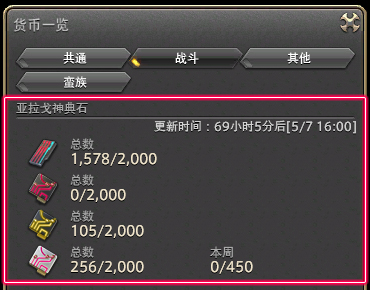 货币一览
共通 战斗 其他
蛮族
亚拉戈神典石
更新时间：69小时5分后[5/7 16:00]
总数
1,578/2,000
总数
0/2,000
总数
105/2,000
总数 本周
256/2,000 0/450